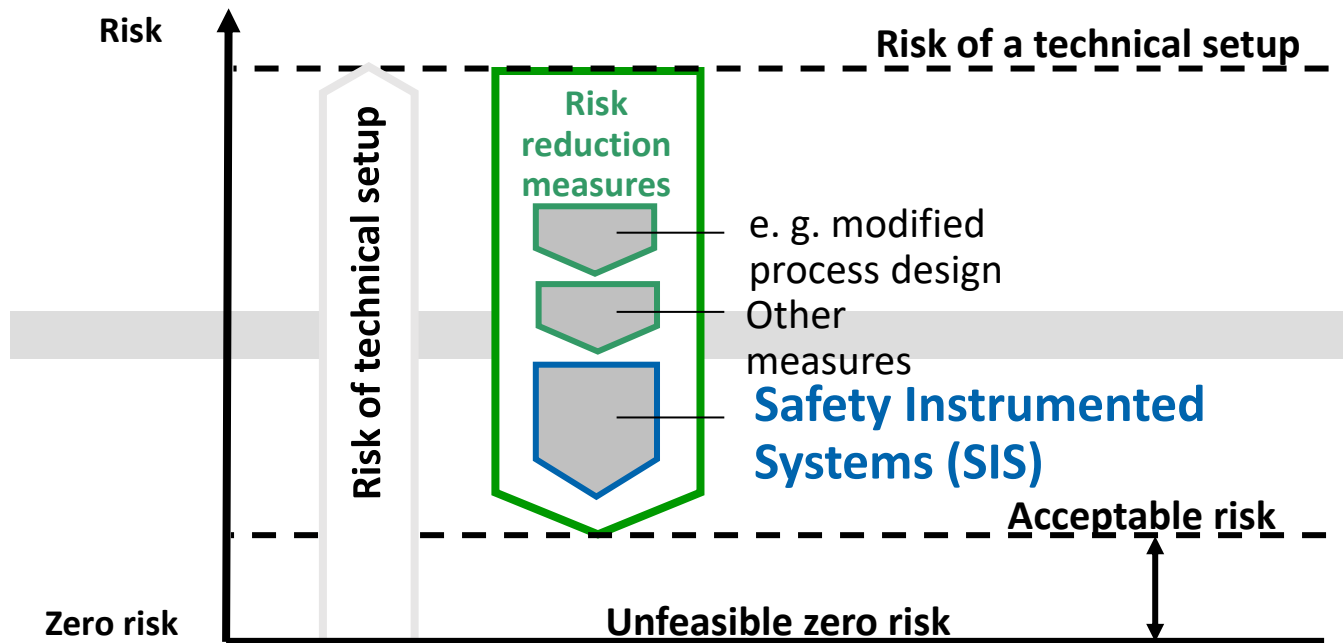 Risk
Risk of a technical setup
Risk of technical setup
Risk
reduction
measures
e. g. modified
process design
Other
measures
Safety Instrumented
Systems (SIS)
Acceptable risk
Zero risk
Unfeasible zero risk